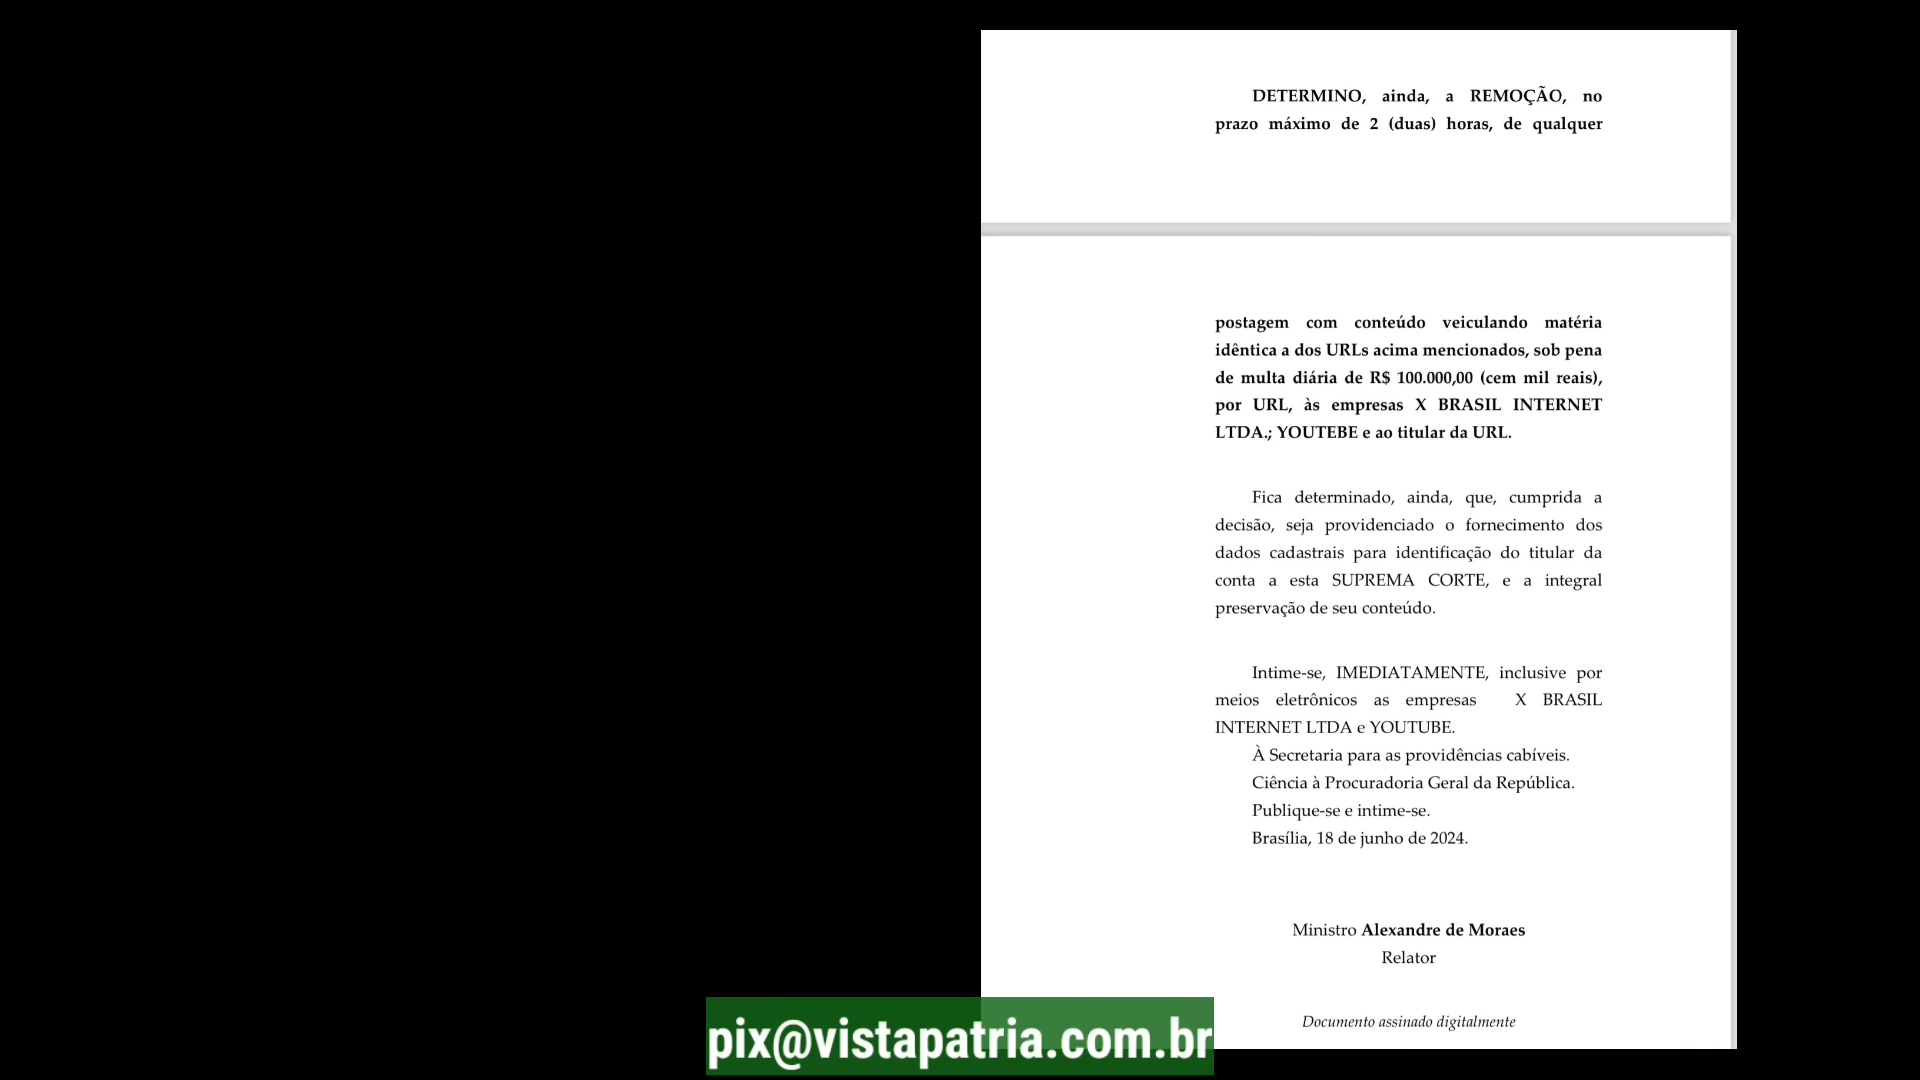 DETERMINO, ainda, a REMOÇÃO, no
prazo máximo de 2 (duas) horas, de qualquer
postagem com conteúdo veiculando matéria
idêntica a dos URLs acima mencionados, sob pena
de multa diária de R$ 100.000,00 (cem mil reais),
por URL, às empresas X BRASIL INTERNET
LTDA.; YOUTEBE e ao titular da URL.
Fica determinado, ainda, que, cumprida a
decisão, seja providenciado o fornecimento dos
dados cadastrais para identificação do titular da
conta a esta SUPREMA CORTE, e a integral
preservação de seu conteúdo.
Intime-se, IMEDIATAMENTE, inclusive por
meios eletrônicos as empresas X BRASIL
INTERNET LTDA e YOUTUBE.
À Secretaria para as providências cabíveis.
Ciência à Procuradoria Geral da República.
Publique-se e intime-se.
Brasília, 18 de junho de 2024.
Ministro Alexandre de Moraes
Relator
Documento assinado digitalmente
pix@vistapatria.com.br